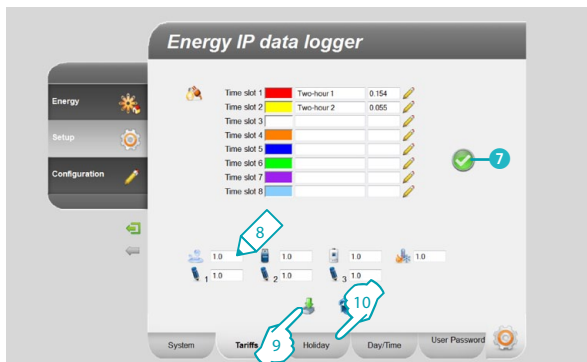 Energy IP data logger
Energy
Setup
Configuration
Time slot 1 Two-hour 1 0.154
Time slot 2 Two-hour 2 0.055
Time slot 3
Time slot 4
Time slot 5
Time slot 6
Time slot 7
Time slot 8
7
8
1.0 1.0 1.0 1.0
1 1.0 2 1.0 3 1.0
10
9
System Tariffs Holiday Day/Time User Password